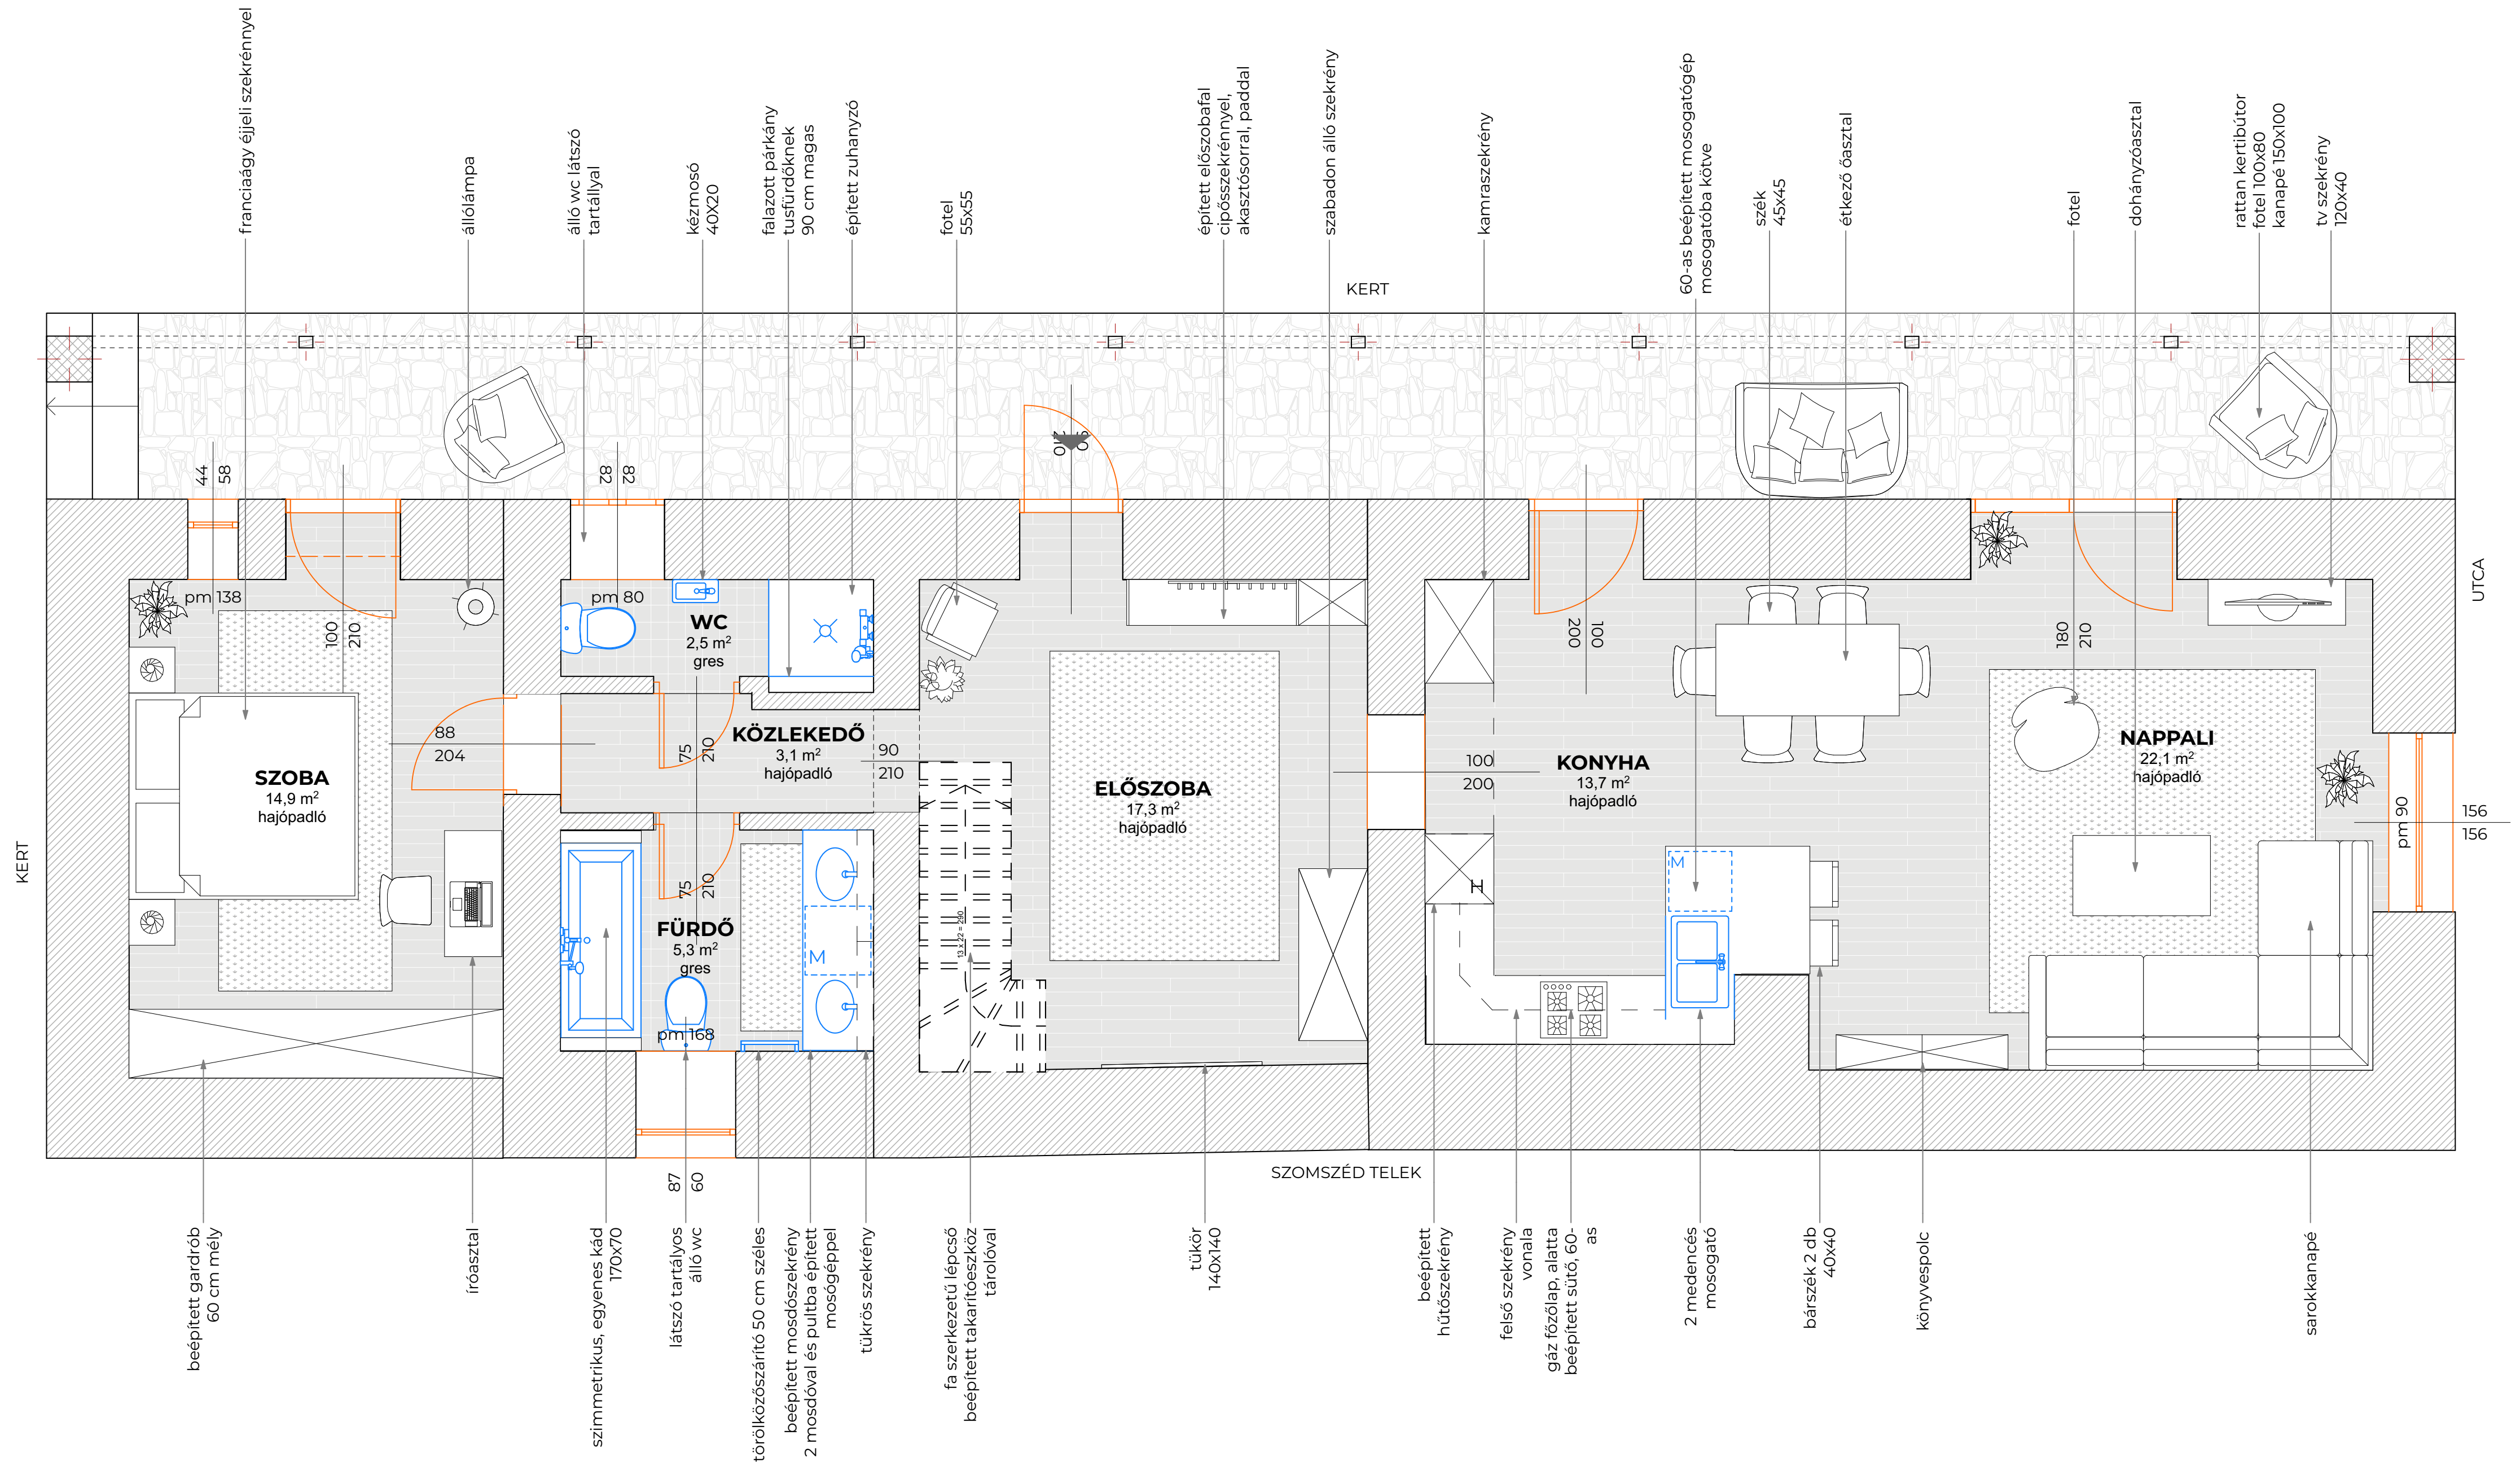 franciaágy éjjeli szekrénnyel
állólámpa
álló wc látszó
tartállyal
kézmosó
40X20
falazott párkány
tusfürdőknek
90 cm magas
épített zuhanyzó
fotel
55x55
épített előszobafal
cipősszekrénnyel,
akasztósorral, paddal
szabadon álló szekrény
kamraszekrény
60-as beépített mosogatógép
mosogatóba kötve
szék
45x45
étkező őasztal
fotel
dohányzóasztal
rattan kertibútor
fotel 100x80
kanapé 150x100
tv szekrény
120x40
KERT
44
58
82
82
90
210
pm 138
pm 80
100
210
WC
2,5 m²
gres
100
200
180
210
UTCA
88
204
75
210
KÖZLEKEDŐ
3,1 m²
hajópadló
90
210
SZOBA
14,9 m²
hajópadló
ELŐSZOBA
17,3 m²
hajópadló
100
200
KONYHA
13,7 m²
hajópadló
NAPPALI
22,1 m²
hajópadló
pm 90
156
156
KERT
75
210
M
H
FÜRDŐ
5,3 m²
gres
M
13 x 22 = 290
pm 168
87
60
SZOMSZÉD TELEK
beépített gardrób
60 cm mély
íróasztal
szimmetrikus, egyenes kád
170x70
látszó tartályos
álló wc
törölközőszárító 50 cm széles
beépített mosdószekrény
2 mosdóval és pultba épített
mosógéppel
tükrös szekrény
fa szerkezetű lépcső
beépített takarítóeszköz
tárolóval
tükör
140x140
beépített
hűtőszekrény
felső szekrény
vonala
gáz főzőlap, alatta
beépített sütő, 60-
as
2 medencés
mosogató
bárszék 2 db
40x40
könyvespolc
sarokkanapé